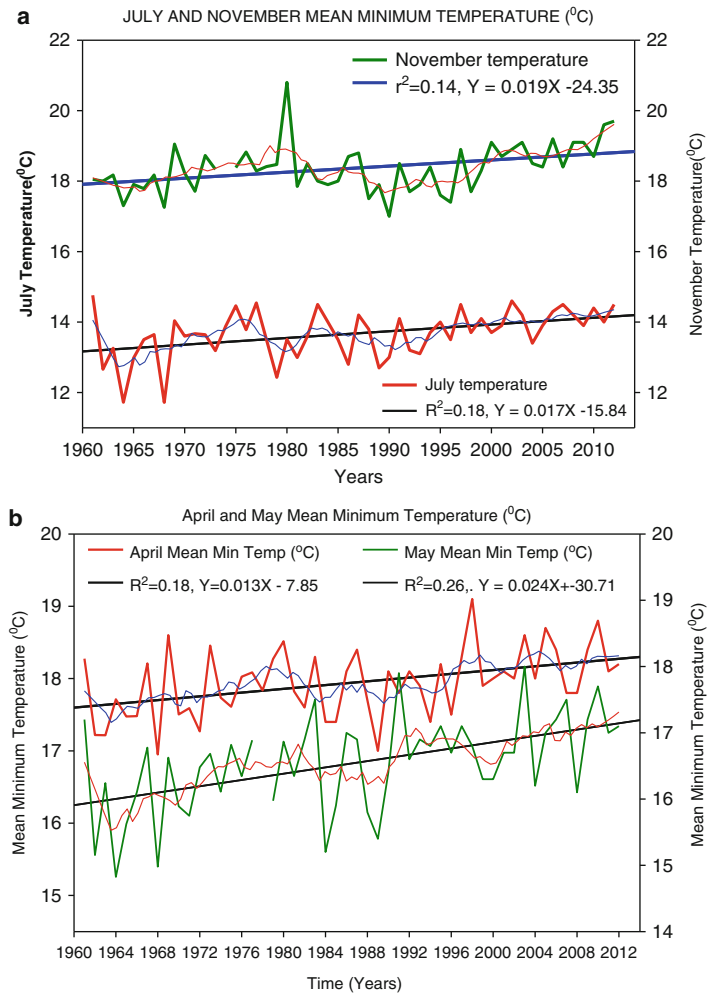 a
JULY AND NOVEMBER MEAN MINIMUM TEMPERATURE (⁰C)
22
20
18
16
14
12
July Temperature(⁰C)
November temperature
r²=0.14, Y = 0.019X -24.35
July temperature
R²=0.18, Y = 0.017X -15.84
22
20
18
16
14
12
November Temperature(⁰C)
1960 1965 1970 1975 1980 1985 1990 1995 2000 2005 2010
Years
b
April and May Mean Minimum Temperature (⁰C)
20
19
18
17
16
15
Mean Minimum Temperature (⁰C)
April Mean Min Temp (⁰C)
May Mean Min Temp (⁰C)
R²=0.18, Y=0.013X - 7.85
R²=0.26,. Y = 0.024X+-30.71
20
19
18
17
16
15
14
Mean Minimum Temperature (⁰C)
1960 1964 1968 1972 1976 1980 1984 1988 1992 1996 2000 2004 2008 2012
Time (Years)